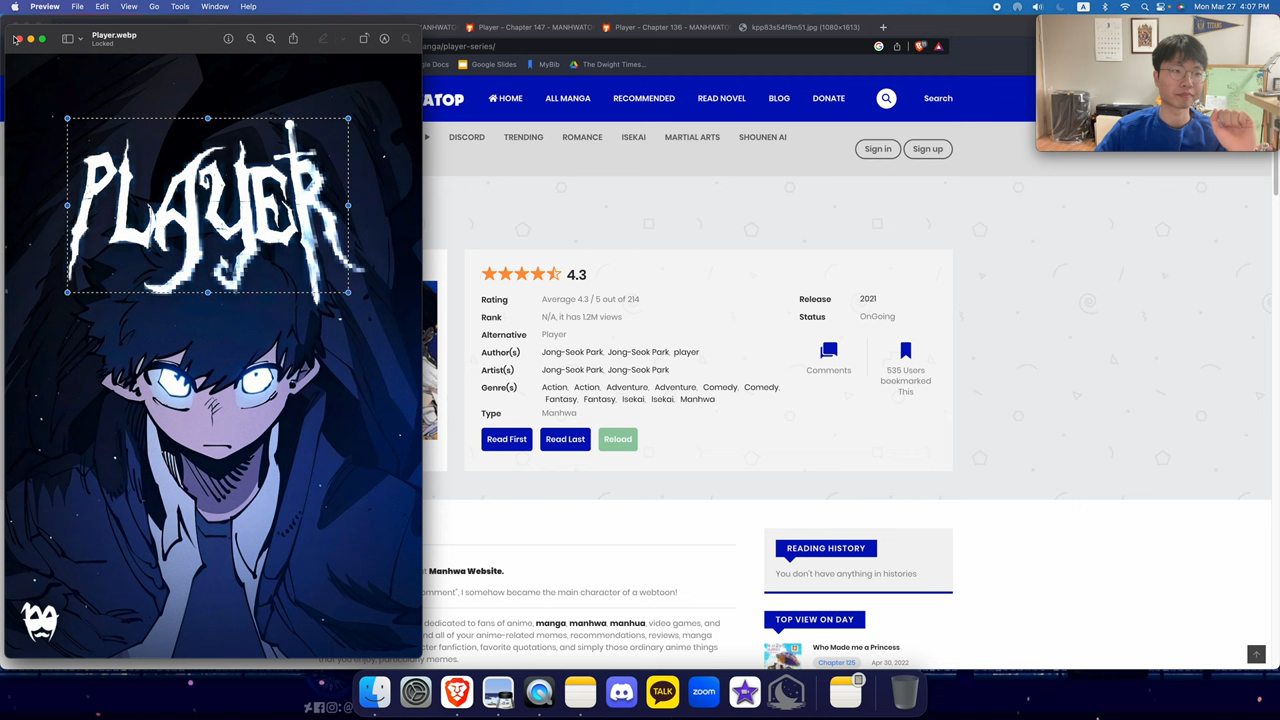 Preview File Edit View Go Tools Window Help
A
Mon Mar 27 4:07 PM
Player.webp
Locked
MANHWATO
Player - Chapter 147 - MANHWATO
Player - Chapter 136 - MANHWATO
kpp83s54f9m51.jpg (1080×1613)
manga/player-series/
gle Docs
Google Slides
MyBib
The Dwight Times...
TITANS
PLAYER
ATOP
HOME
ALL MANGA
RECOMMENDED
READ NOVEL
BLOG
DONATE
Search
DISCORD
TRENDING
ROMANCE
ISEKAI
MARTIAL ARTS
SHOUNEN AI
Sign in
Sign up
4.3
Rating Average 4.3 / 5 out of 214
Rank N/A, it has 1.2M views
Alternative Player
Author(s) Jong-Seok Park, Jong-Seok Park, player
Artist(s) Jong-Seok Park, Jong-Seok Park
Genre(s) Action, Action, Adventure, Adventure, Comedy, Comedy,
Fantasy, Fantasy, Isekai, Isekai, Manhwa
Type Manhwa
Read First
Read Last
Reload
Release 2021
Status OnGoing
Comments
535 Users
bookmarked
This
t Manhwa Website.
omment", I somehow became the main character of a webtoon!
dedicated to fans of anime, manga, manhwa, manhua, video games, and
nd all of your anime-related memes, recommendations, reviews, manga
cter fanfiction, favorite quotations, and simply those ordinary anime things
that you enjoy, particularly memes.
READING HISTORY
You don't have anything in histories
TOP VIEW ON DAY
Who Made me a Princess
Chapter 125 Apr 30, 2022
TALK
zoom